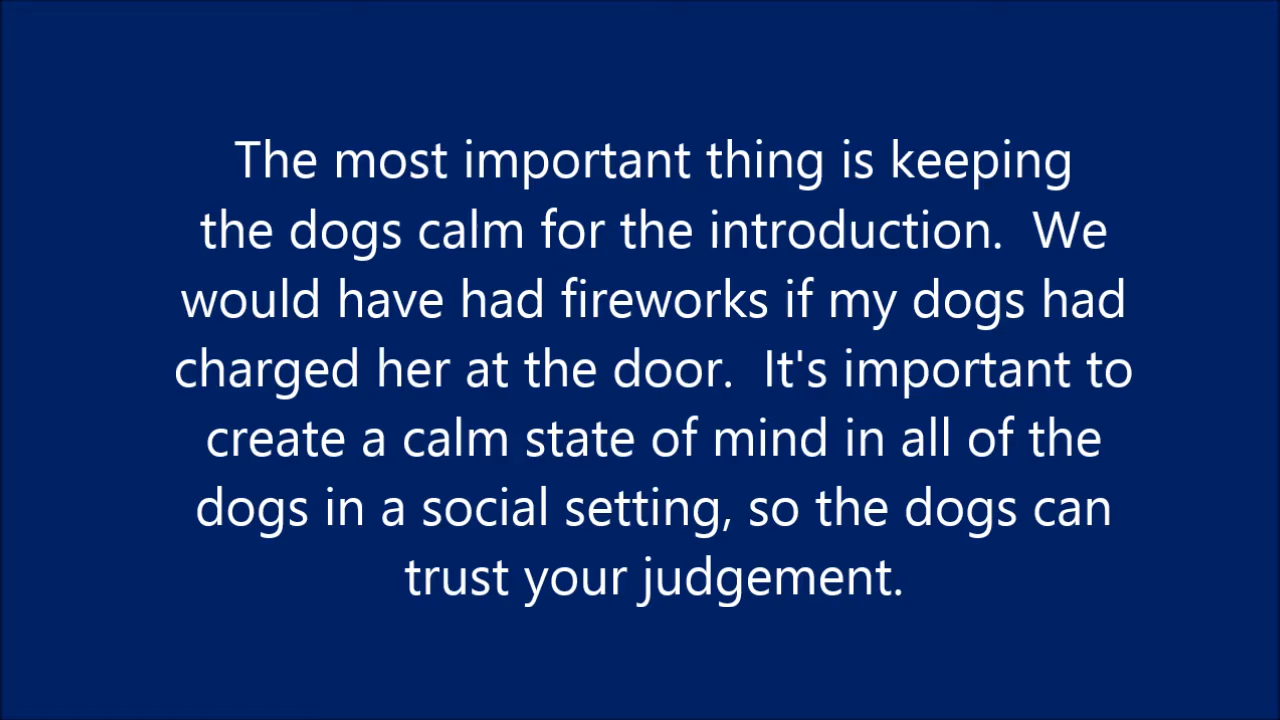 The most important thing is keeping
the dogs calm for the introduction.  We
would have had fireworks if my dogs had
charged her at the door.  It's important to
create a calm state of mind in all of the
dogs in a social setting, so the dogs can
trust your judgement.